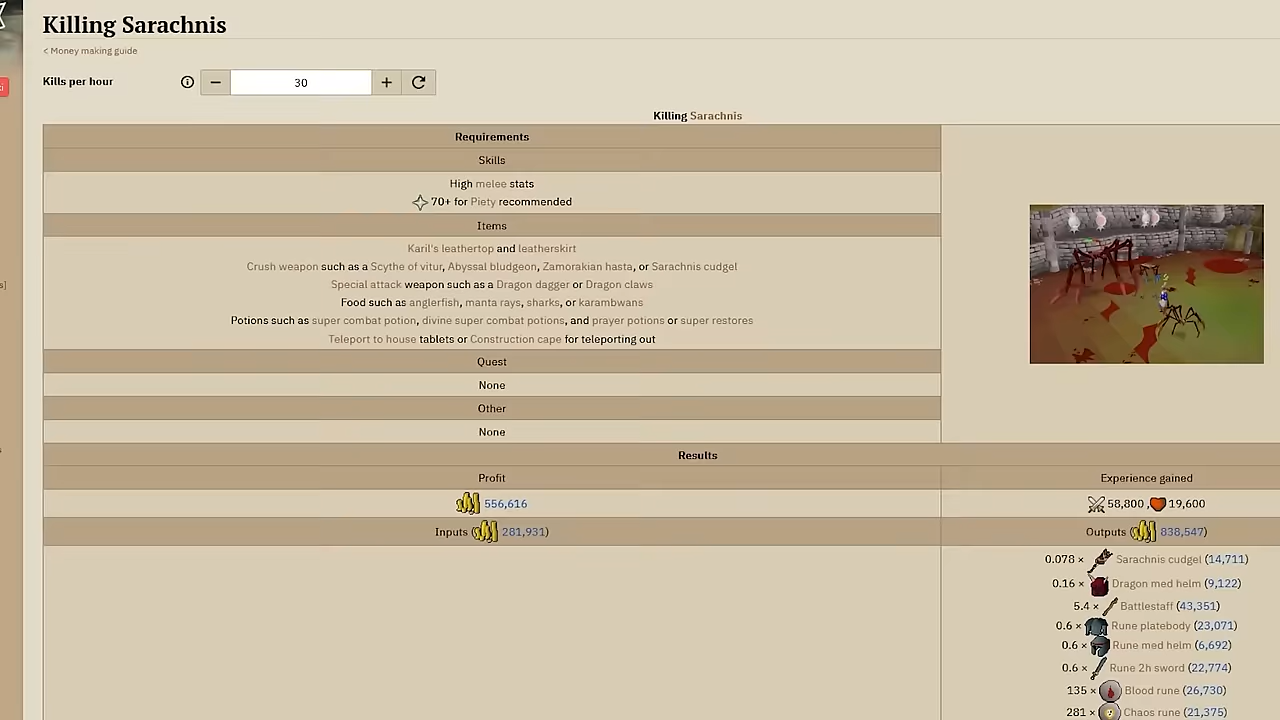 Killing Sarachnis
< Money making guide
Kills per hour
30
Killing Sarachnis
Requirements
Skills
High melee stats
70+ for Piety recommended
Items
Karil's leathertop and leatherskirt
Crush weapon such as a Scythe of vitur, Abyssal bludgeon, Zamorakian hasta, or Sarachnis cudgel
Special attack weapon such as a Dragon dagger or Dragon claws
Food such as anglerfish, manta rays, sharks, or karambwans
Potions such as super combat potion, divine super combat potions, and prayer potions or super restores
Teleport to house tablets or Construction cape for teleporting out
Quest
None
Other
None
Results
Profit
Experience gained
556,616
58,800, 19,600
Inputs (281,931)
Outputs (838,547)
0.078 × Sarachnis cudgel (14,711)
0.16 × Dragon med helm (9,122)
5.4 × Battlestaff (43,351)
0.6 × Rune platebody (23,071)
0.6 × Rune med helm (6,692)
0.6 × Rune 2h sword (22,774)
135 × Blood rune (26,730)
281 × Chaos rune (21,375)